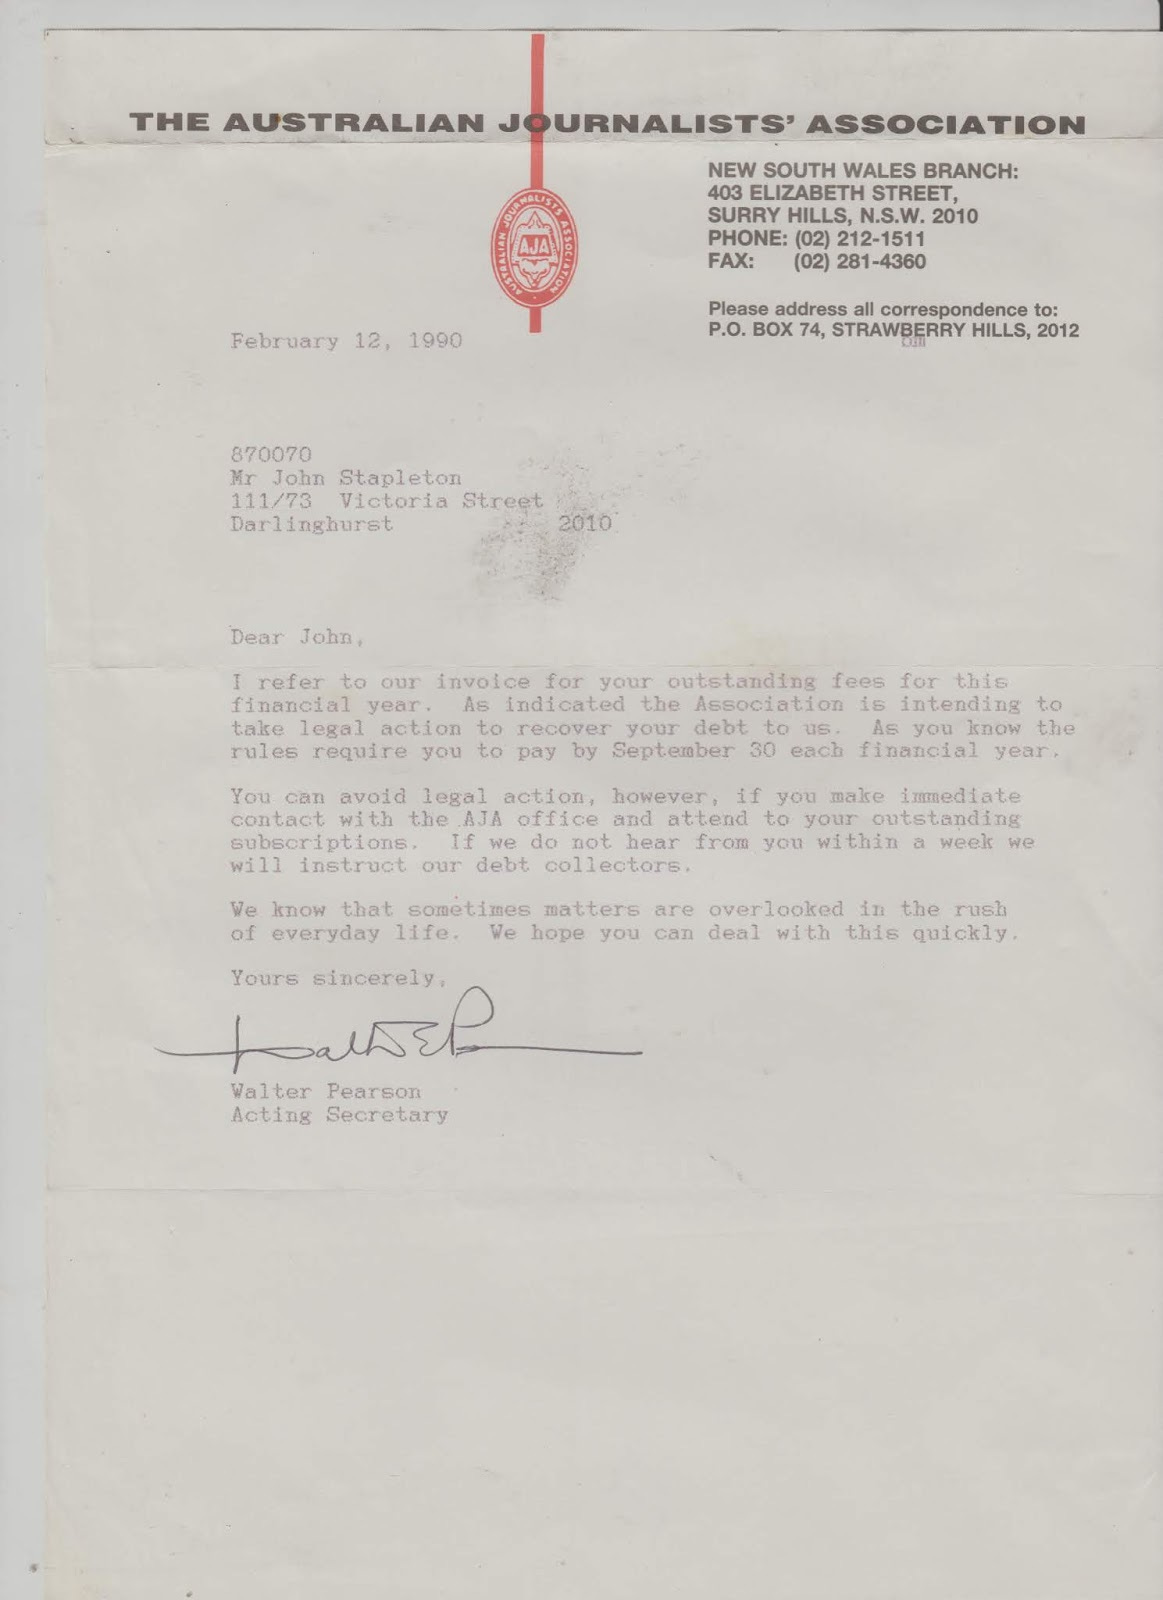 THE AUSTRALIAN JOURNALISTS' ASSOCIATION
NEW SOUTH WALES BRANCH:
403 ELIZABETH STREET,
SURRY HILLS, N.S.W. 2010
PHONE: (02) 212-1511
FAX: (02) 281-4360
AUSTRALIAN JOURNALISTS ASSOCIATION
AJA
Please address all correspondence to:
P.O. BOX 74, STRAWBERRY HILLS, 2012
February 12, 1990
870070
Mr John Stapleton
111/73 Victoria Street
Darlinghurst 2010
Dear John,
I refer to our invoice for your outstanding fees for this
financial year. As indicated the Association is intending to
take legal action to recover your debt to us. As you know the
rules require you to pay by September 30 each financial year.
You can avoid legal action, however, if you make immediate
contact with the AJA office and attend to your outstanding
subscriptions. If we do not hear from you within a week we
will instruct our debt collectors.
We know that sometimes matters are overlooked in the rush
of everyday life. We hope you can deal with this quickly.
Yours sincerely,
Walter Pearson
Acting Secretary